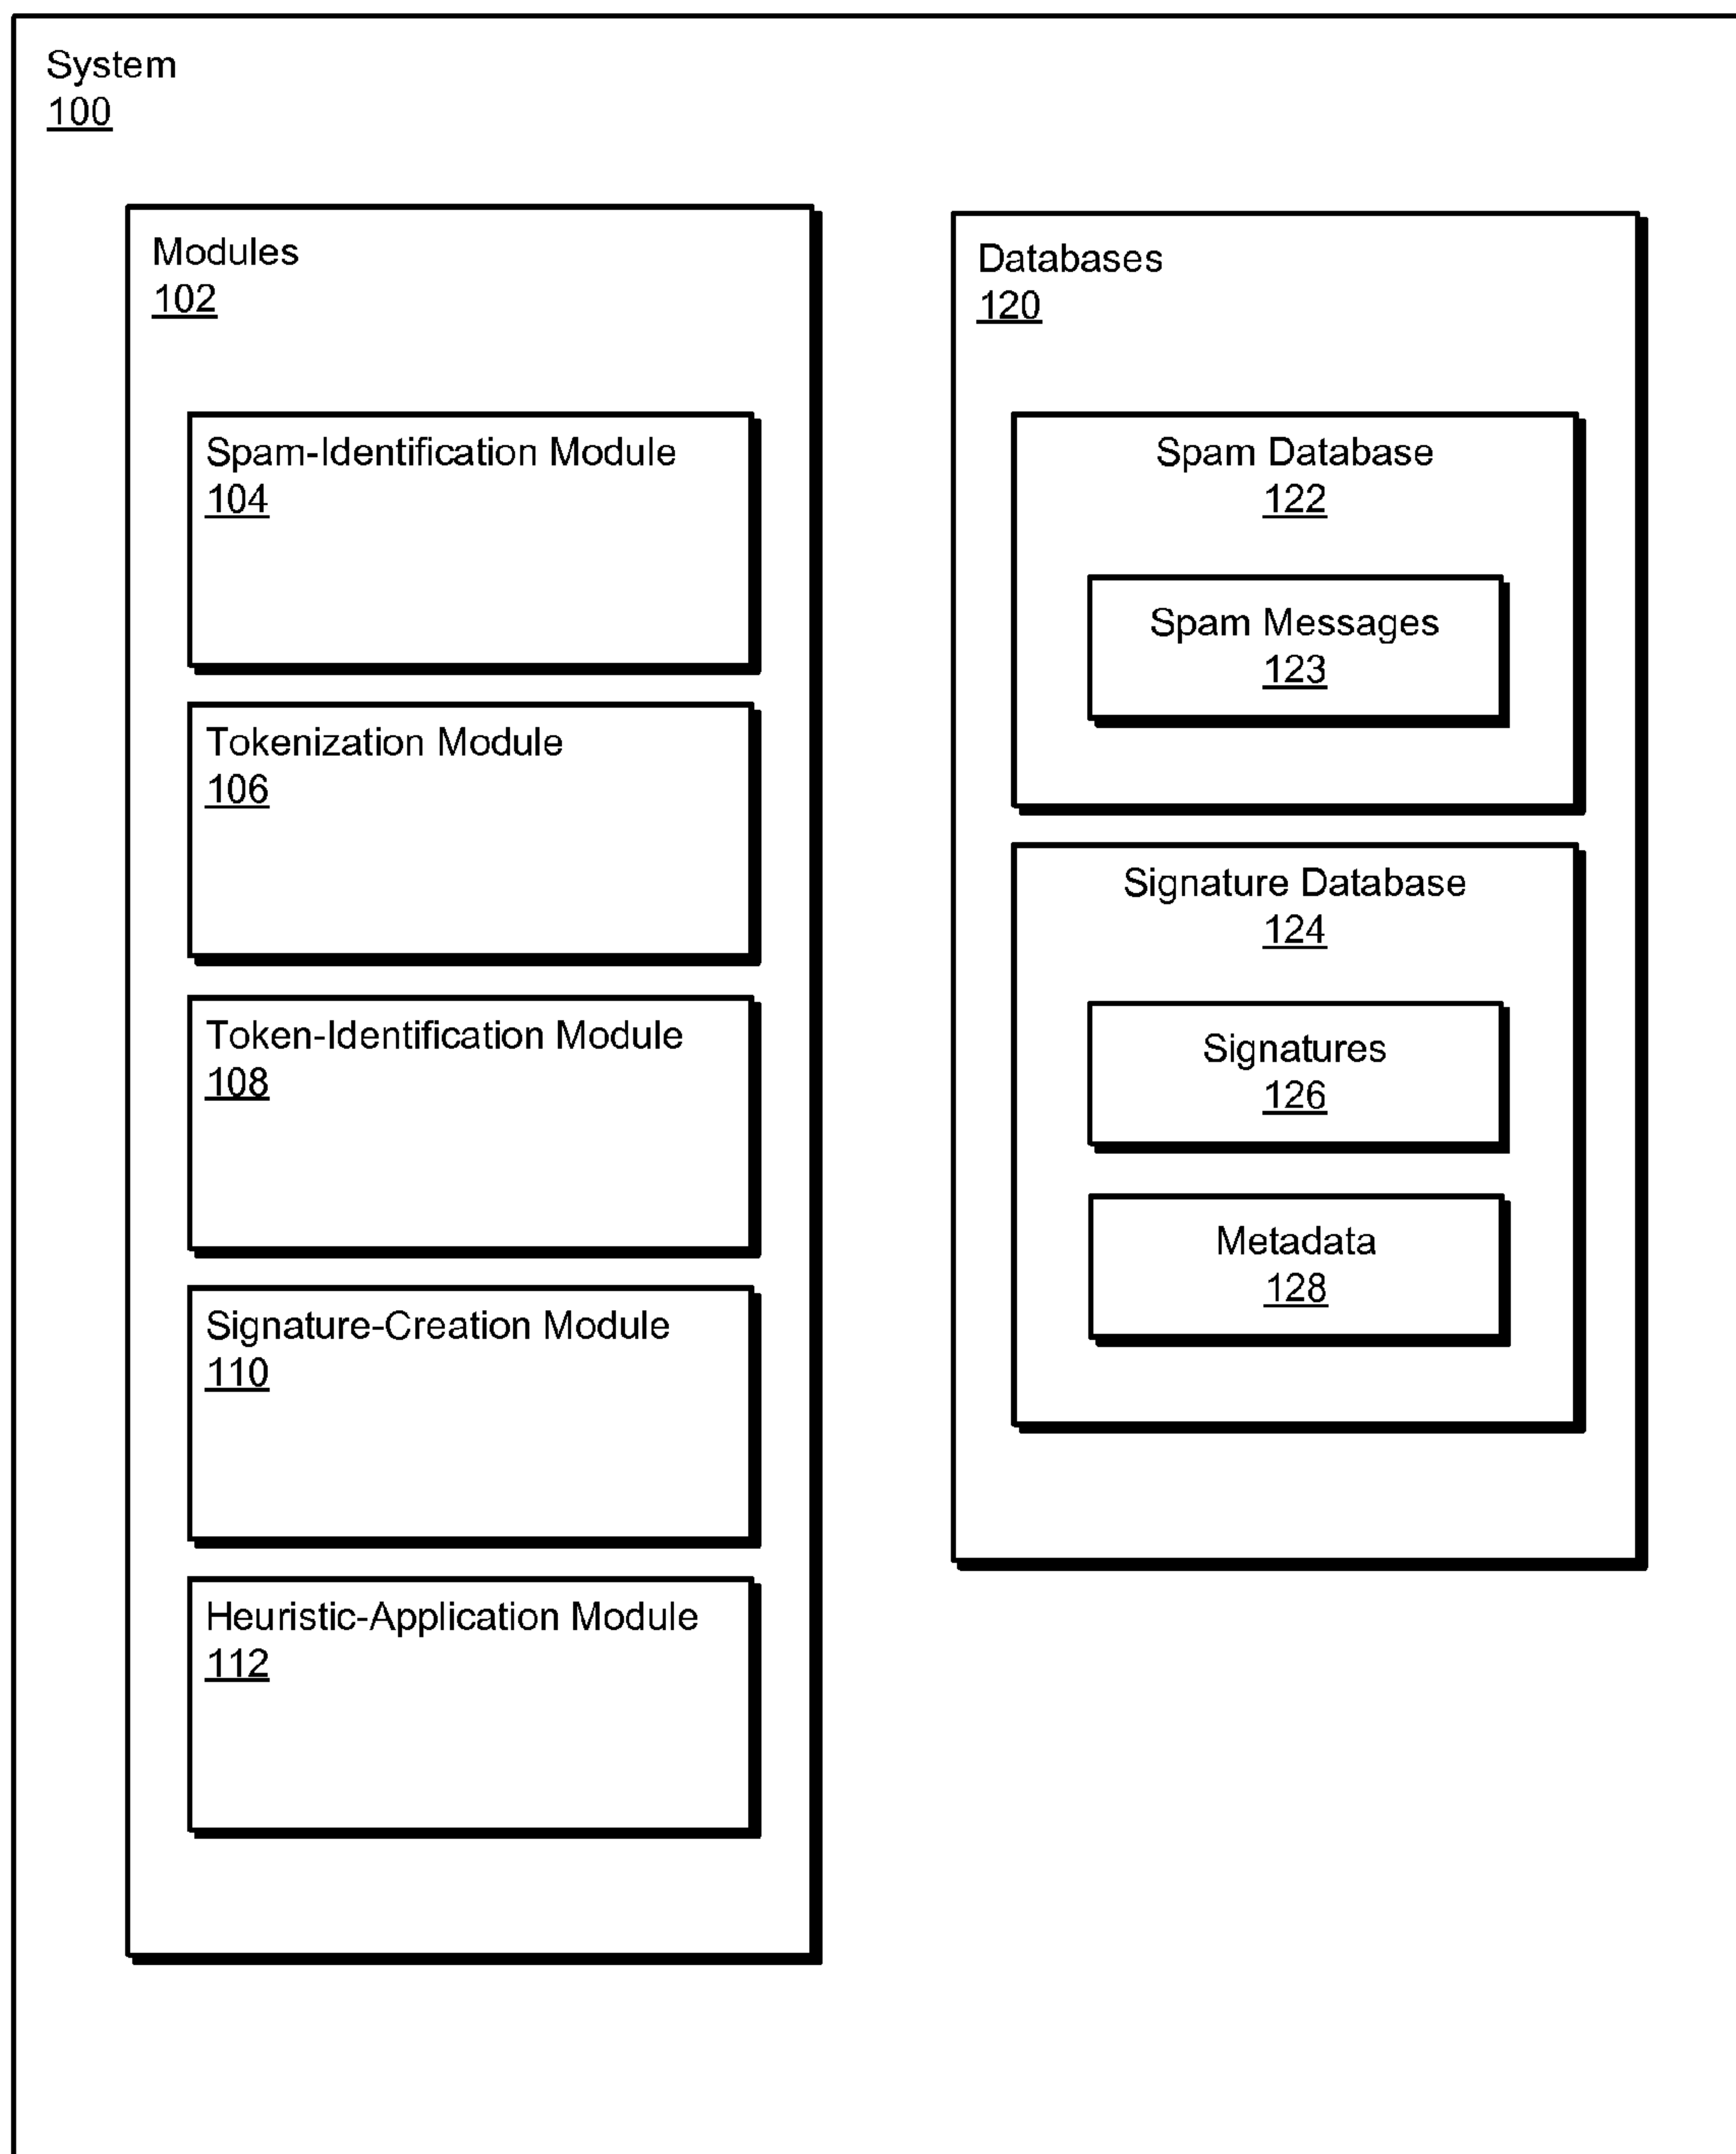 System
100
Modules
102
Spam-Identification Module
104
Tokenization Module
106
Token-Identification Module
108
Signature-Creation Module
110
Heuristic-Application Module
112
Databases
120
Spam Database
122
Spam Messages
123
Signature Database
124
Signatures
126
Metadata
128